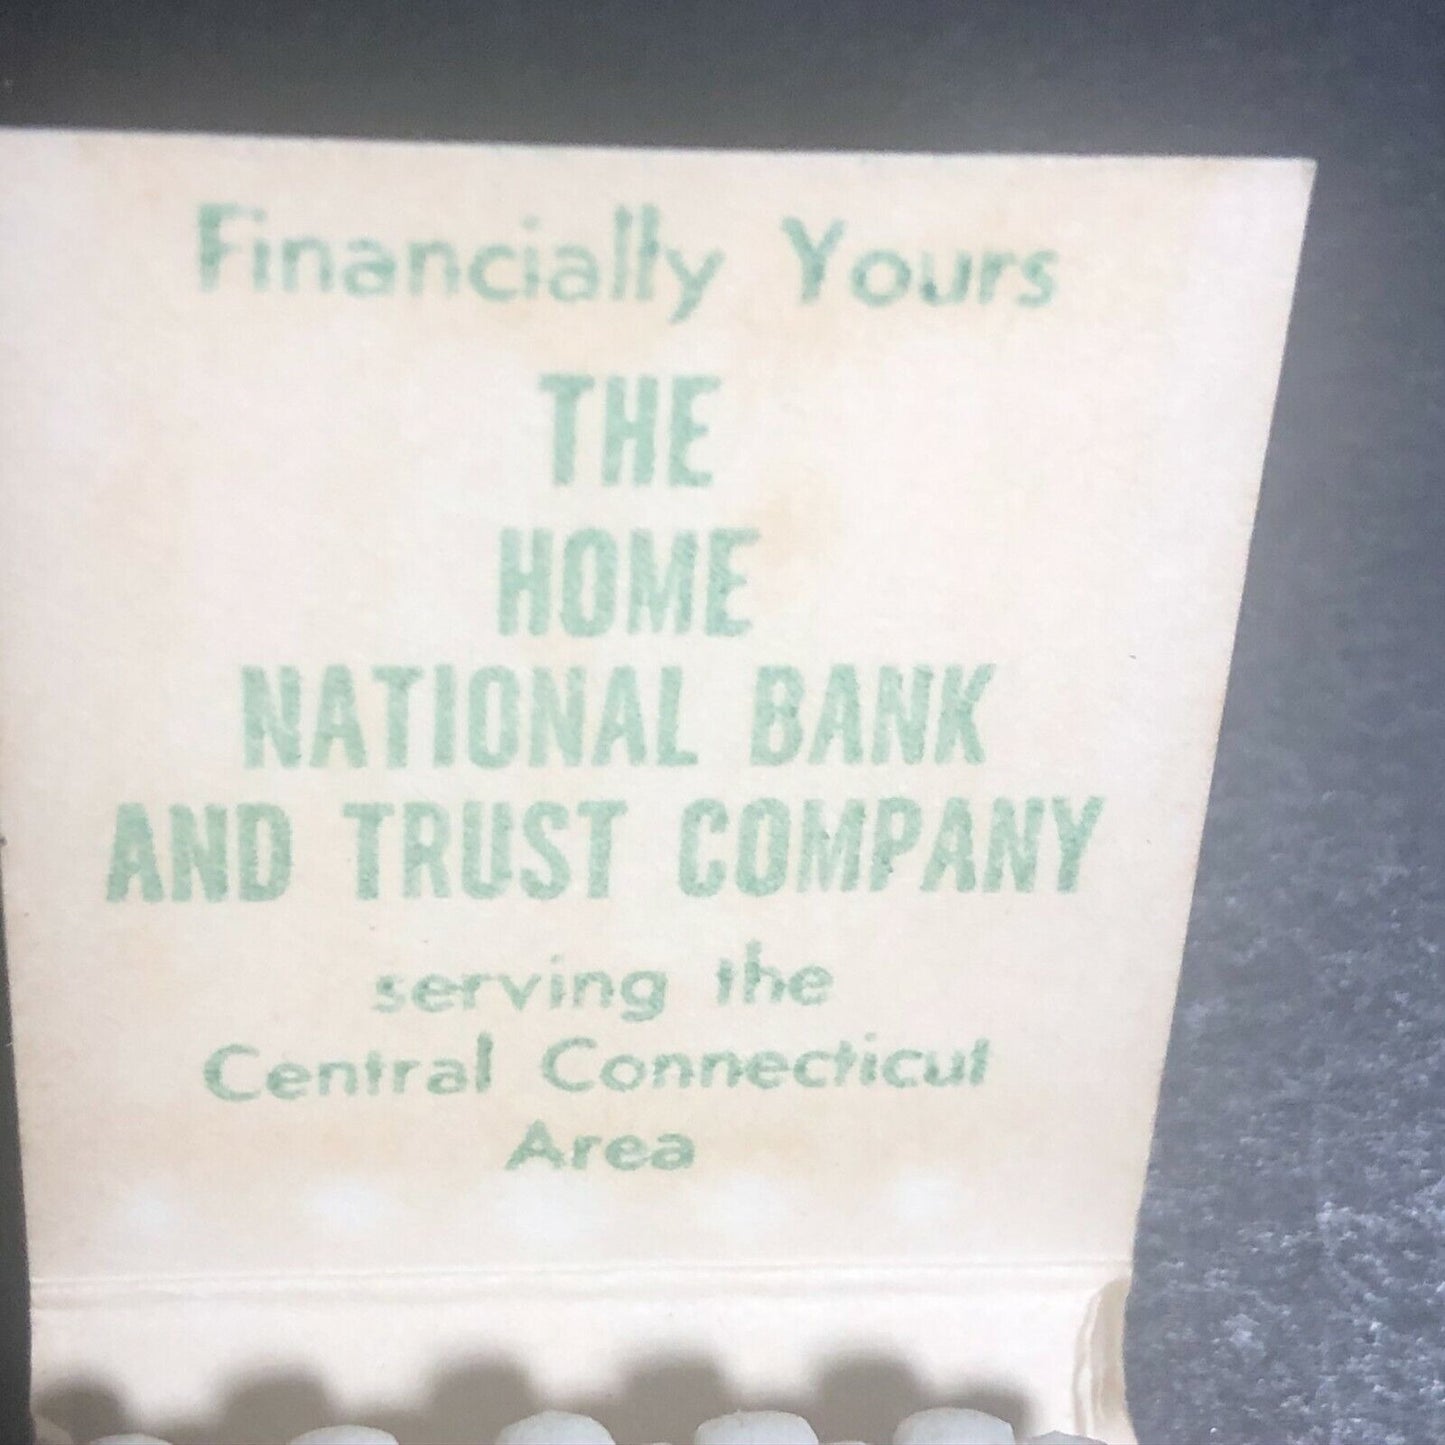 Financially Yours
THE
HOME
NATIONAL BANK
AND TRUST COMPANY
serving the
Central Connecticut
Area